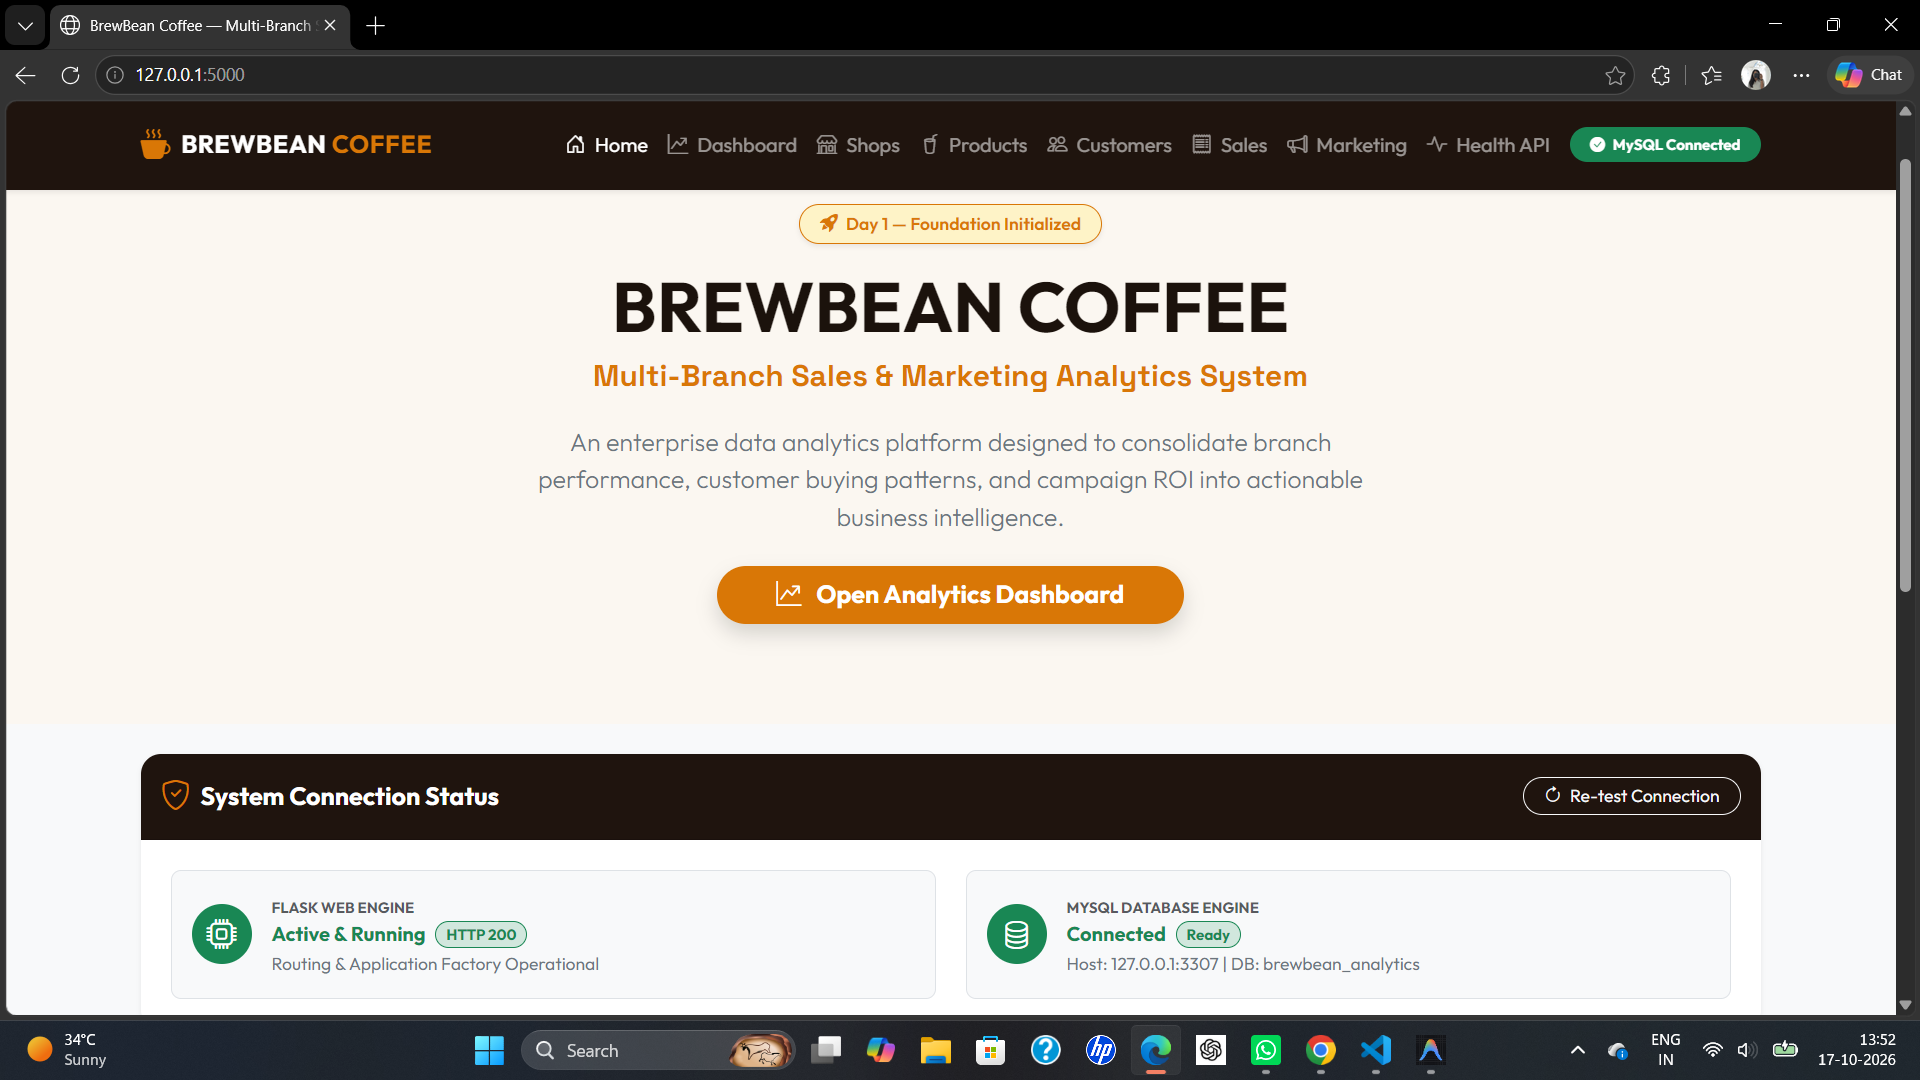 BrewBean Coffee — Multi-Branch
127.0.0.1:5000
Chat
BREWBEAN COFFEE
Home
Dashboard
Shops
Products
Customers
Sales
Marketing
Health API
MySQL Connected
Day 1 — Foundation Initialized
BREWBEAN COFFEE
Multi-Branch Sales & Marketing Analytics System
An enterprise data analytics platform designed to consolidate branch
performance, customer buying patterns, and campaign ROI into actionable
business intelligence.
Open Analytics Dashboard
System Connection Status
Re-test Connection
FLASK WEB ENGINE
Active & Running HTTP 200
Routing & Application Factory Operational
MYSQL DATABASE ENGINE
Connected Ready
Host: 127.0.0.1:3307 | DB: brewbean_analytics
34°C
Sunny
Search
hp
ENG
IN
13:52
17-10-2026